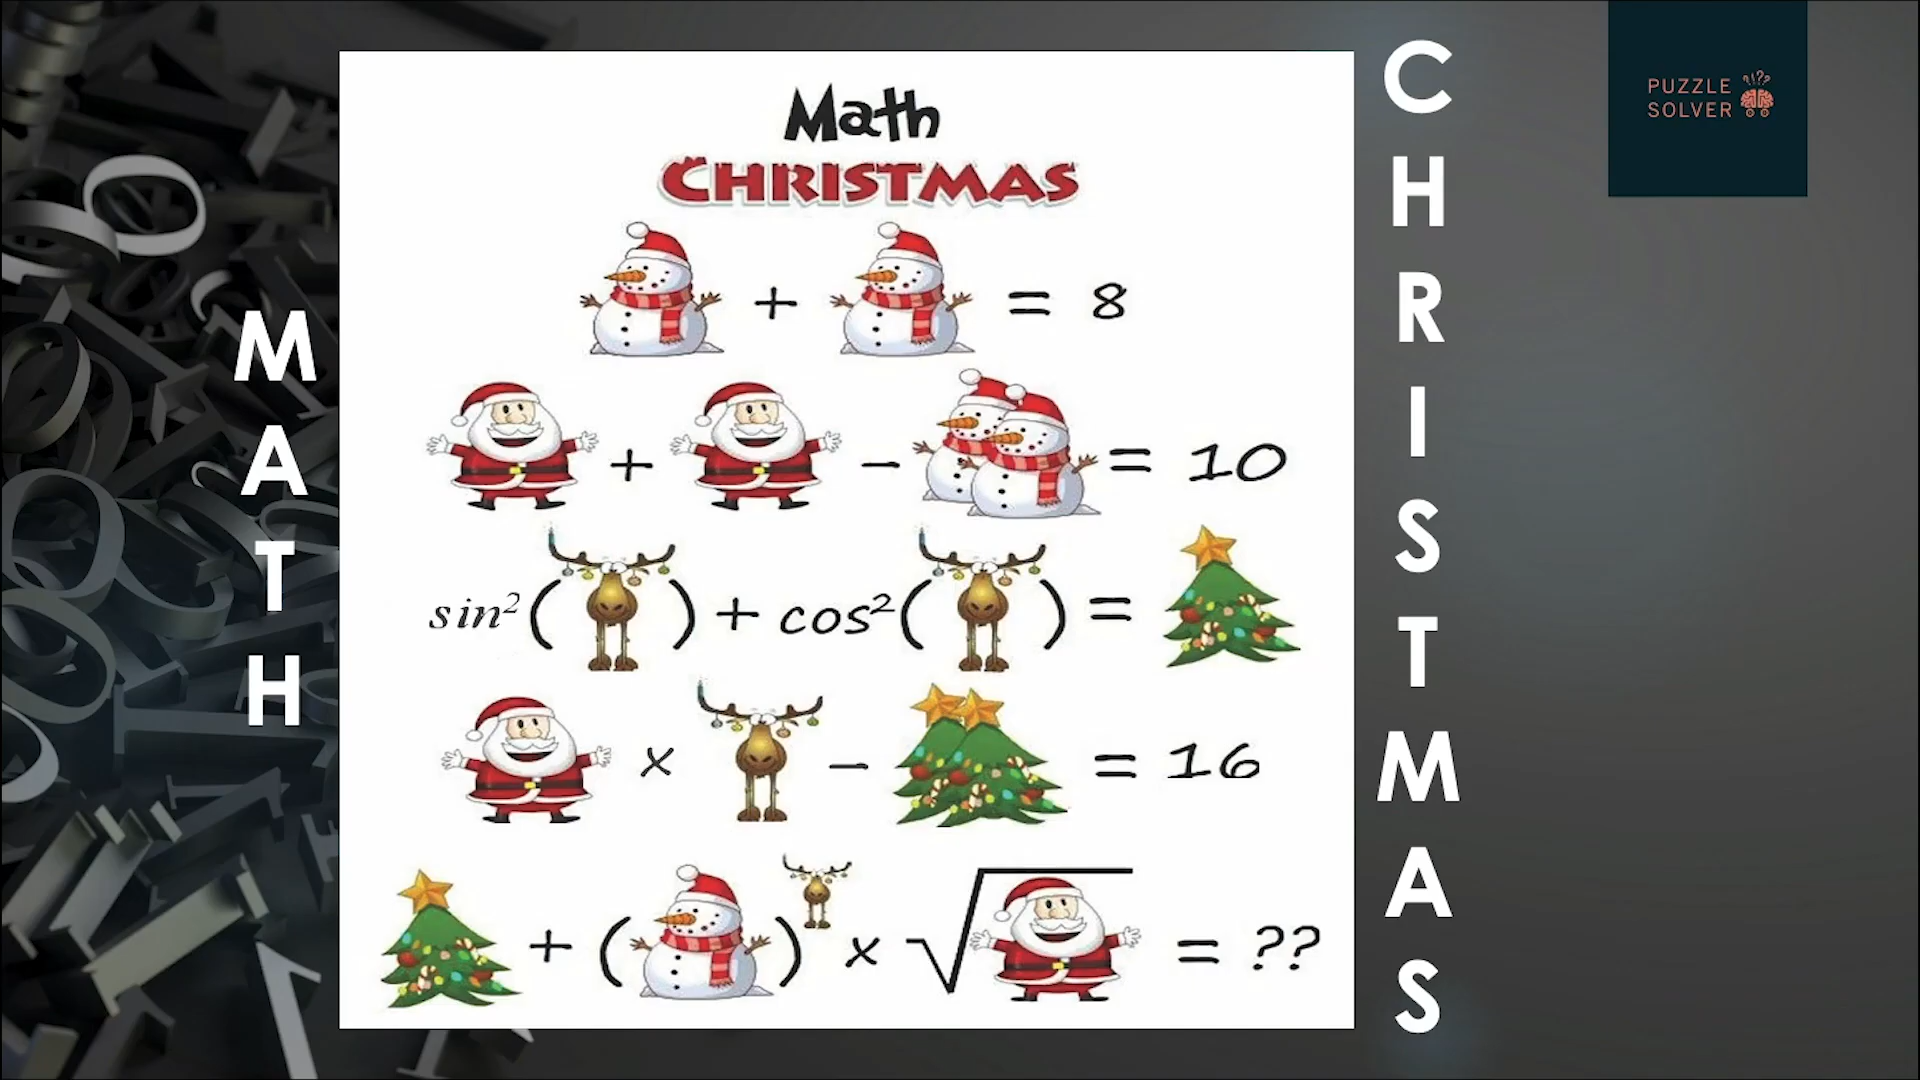 MATH
CHRISTMAS
PUZZLE
SOLVER
Math
CHRISTMAS
+ = 8
+ - = 10
sin² ( ) + cos² ( ) =
x - = 16
+ ( ) x √ = ??